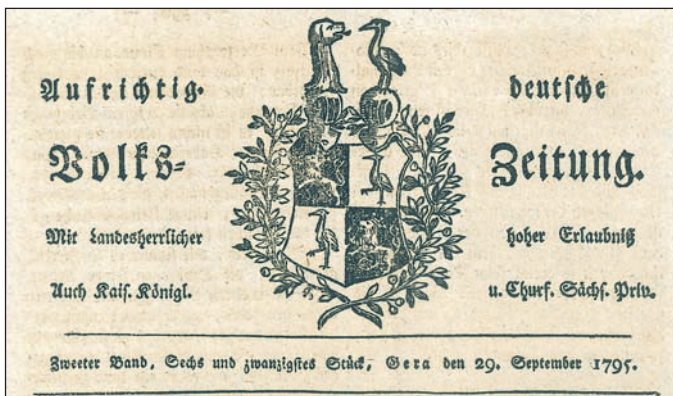 Aufrichtig- deutsche
Volks- Zeitung.
Mit Landesherrlicher hoher Erlaubniß
Auch Kais. Königl. u. Churf. Sächs. Priv.
Zweeter Band, Sechs und zwanzigstes Stück, Gera den 29. September 1795.